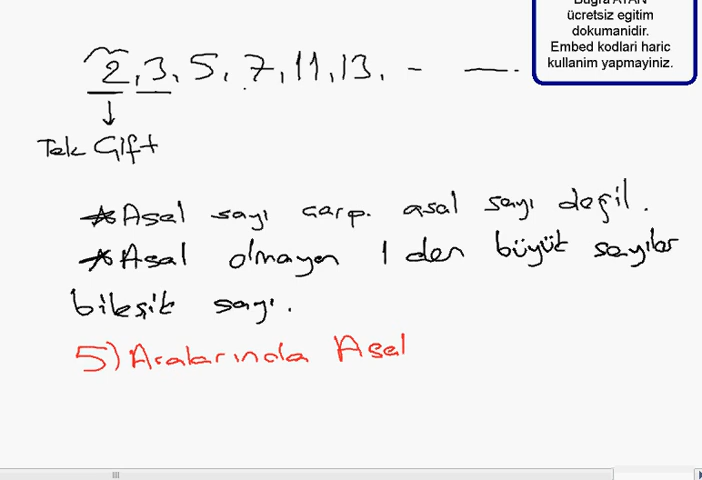 Buğra AYAN
ücretsiz egitim
dokumanidir.
Embed kodlari haric
kullanim yapmayiniz.
2, 3, 5, 7, 11, 13, - —.
Tek Çift
* Asal sayı çarp. asal sayı değil.
* Asal olmayan 1 den büyük sayılar
bileşik sayı.
5) Aralarında Asal